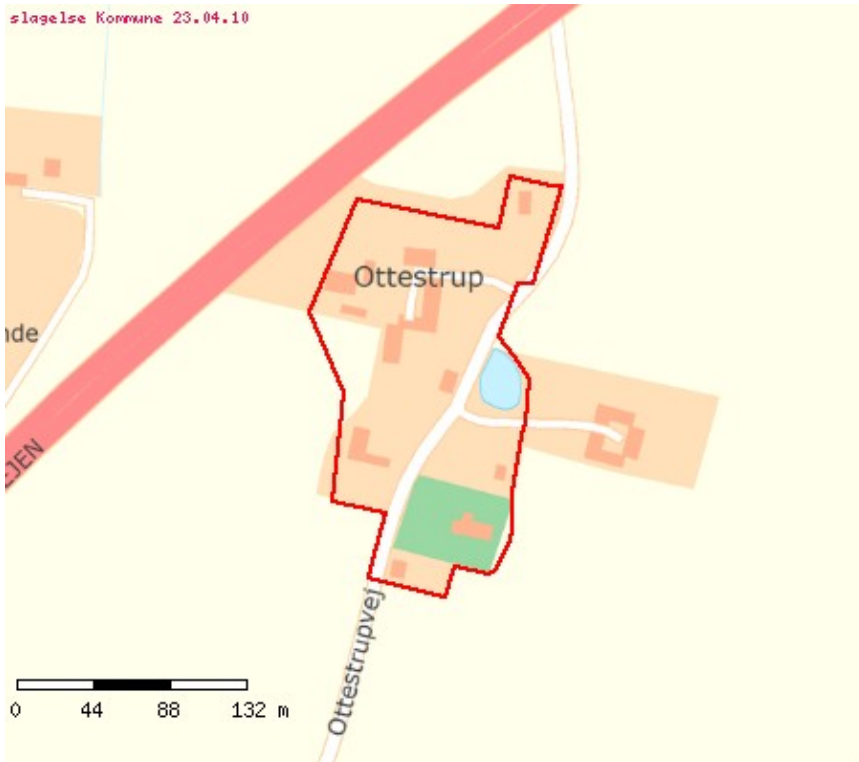 slagelse Kommune 23.04.10
Ottestrup
nde
EJEN
Ottestrupvej
0 44 88 132 m